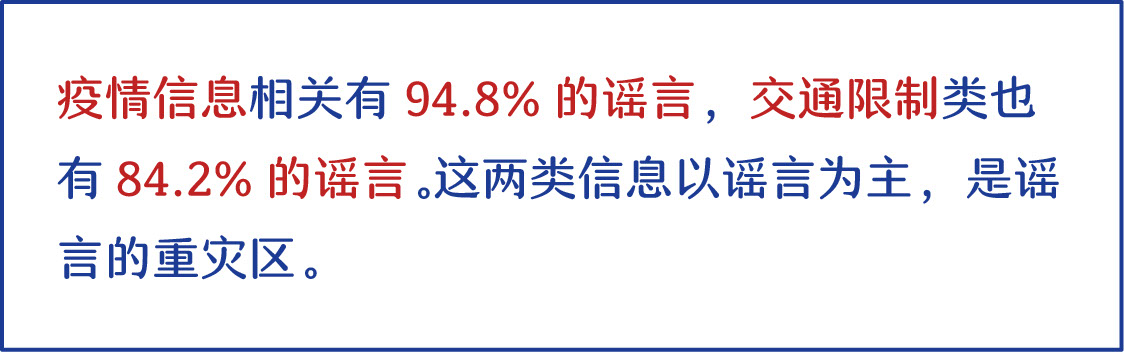 疫情信息相关有 94.8% 的谣言，交通限制类也
有 84.2% 的谣言。这两类信息以谣言为主，是谣
言的重灾区。